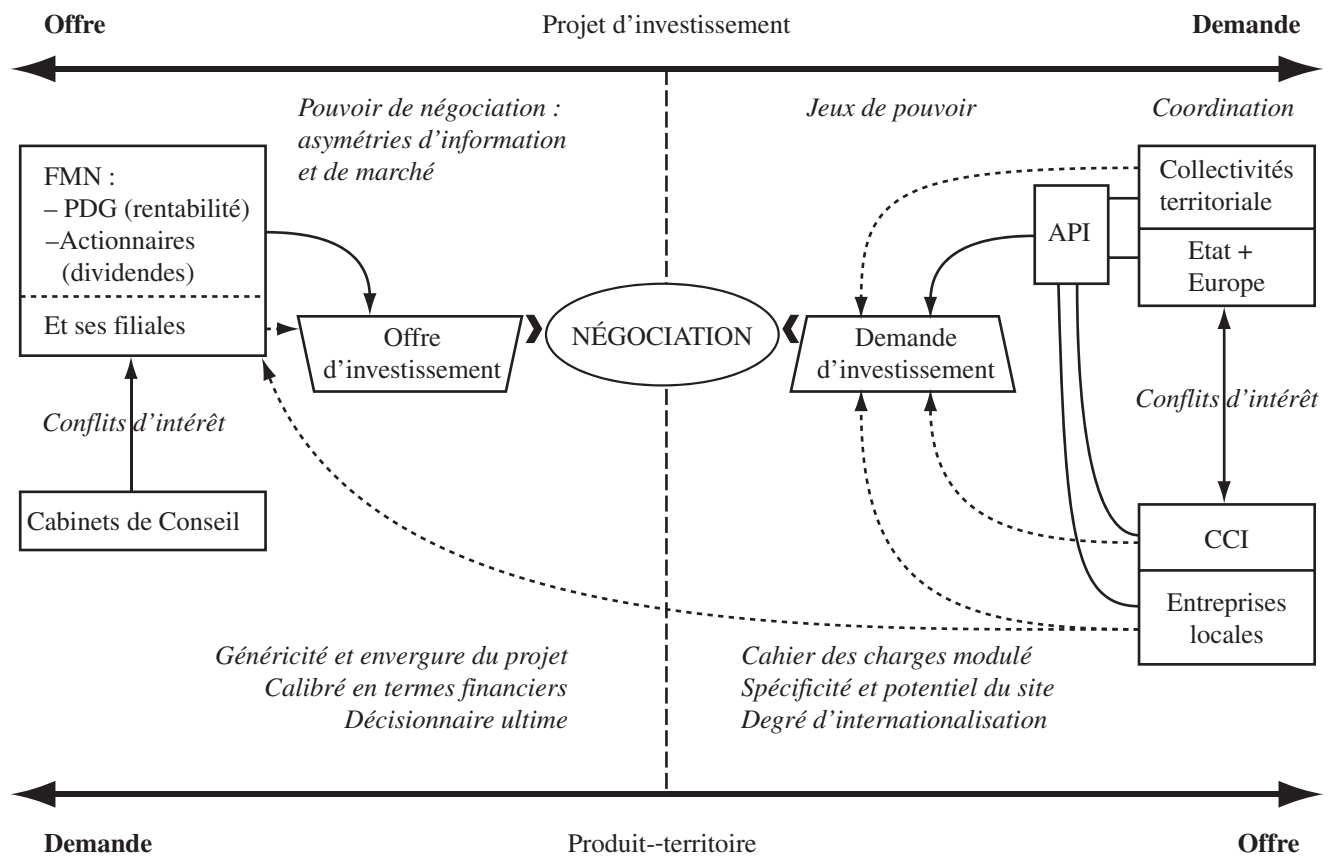 Offre
Projet d'investissement
Demande
Pouvoir de négociation :
asymétries d'information
et de marché
Jeux de pouvoir
Coordination
FMN :
– PDG (rentabilité)
–Actionnaires
(dividendes)
Et ses filiales
Offre
d'investissement
NÉGOCIATION
Demande
d'investissement
API
Collectivités
territoriale
Etat +
Europe
Conflits d'intérêt
Conflits d'intérêt
Cabinets de Conseil
CCI
Entreprises
locales
Généricité et envergure du projet
Calibré en termes financiers
Décisionnaire ultime
Cahier des charges modulé
Spécificité et potentiel du site
Degré d'internationalisation
Demande
Produit--territoire
Offre